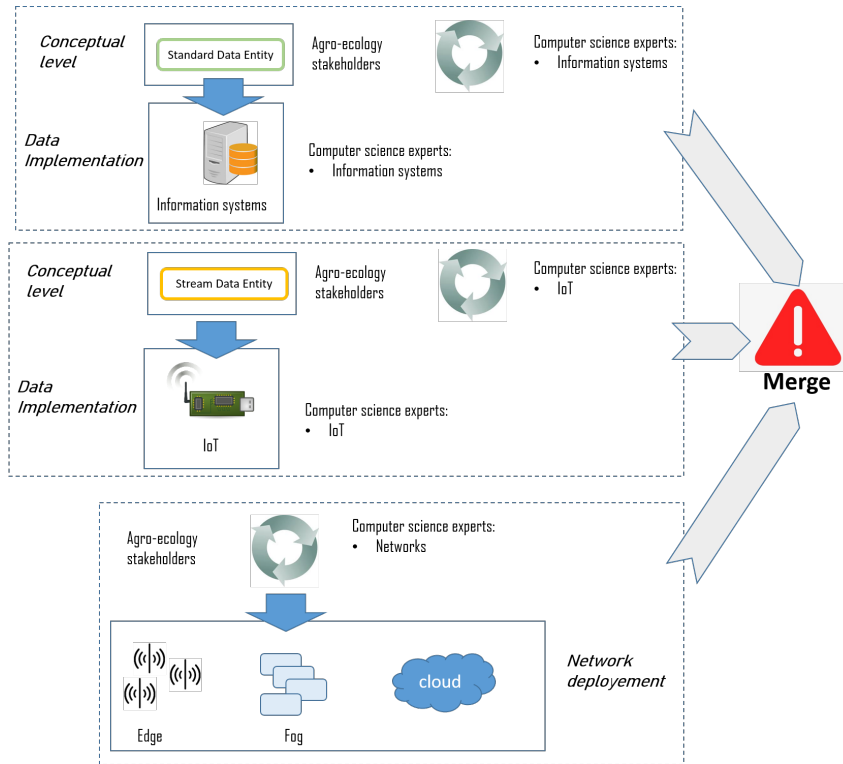 Conceptual
level
Standard Data Entity
Agro-ecology
stakeholders
Computer science experts:
• Information systems
Data
Implementation
Information systems
Computer science experts:
• Information systems
Conceptual
level
Stream Data Entity
Agro-ecology
stakeholders
Computer science experts:
• IoT
Data
Implementation
IoT
Computer science experts:
• IoT
Merge
Agro-ecology
stakeholders
Computer science experts:
• Networks
Edge
Fog
cloud
Network
deployement